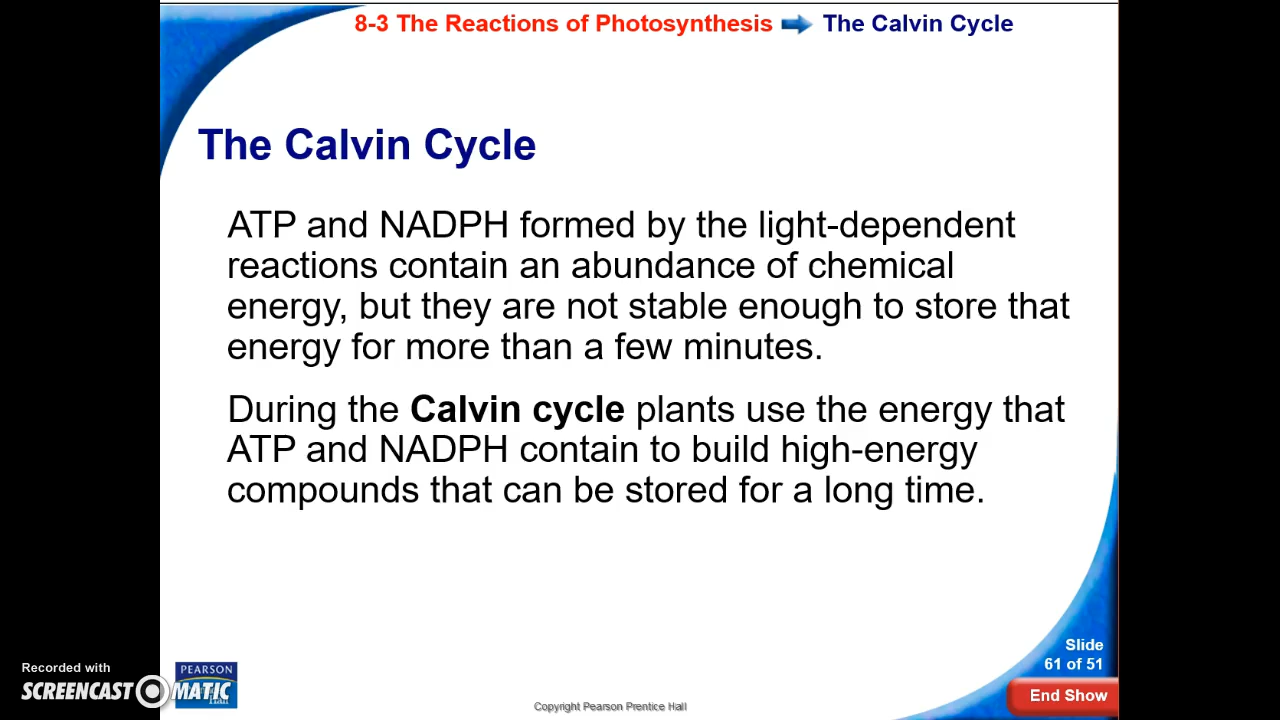 8-3 The Reactions of Photosynthesis The Calvin Cycle
The Calvin Cycle
ATP and NADPH formed by the light-dependent
reactions contain an abundance of chemical
energy, but they are not stable enough to store that
energy for more than a few minutes.
During the Calvin cycle plants use the energy that
ATP and NADPH contain to build high-energy
compounds that can be stored for a long time.
Slide
61 of 51
End Show
Recorded with
SCREENCAST MATIC
PEARSON
Copyright Pearson Prentice Hall